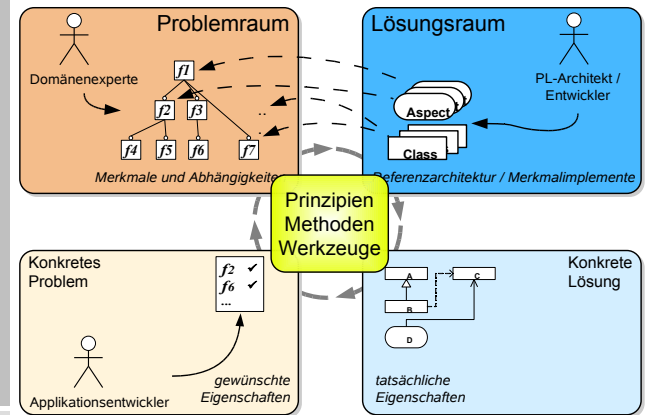 Problemraum
Domänenexperte
f1
f2
f3
..
.
f4
f5
f6
f7
Merkmale und Abhängigkeite
Lösungsraum
PL-Architekt /
Entwickler
Aspect
Class
Referenzarchitektur / Merkmalimplemente
Prinzipien
Methoden
Werkzeuge
Konkretes
Problem
f2 ✓
f6 ✓
...
Applikationsentwickler
gewünschte
Eigenschaften
Konkrete
Lösung
A
C
B
D
tatsächliche
Eigenschaften